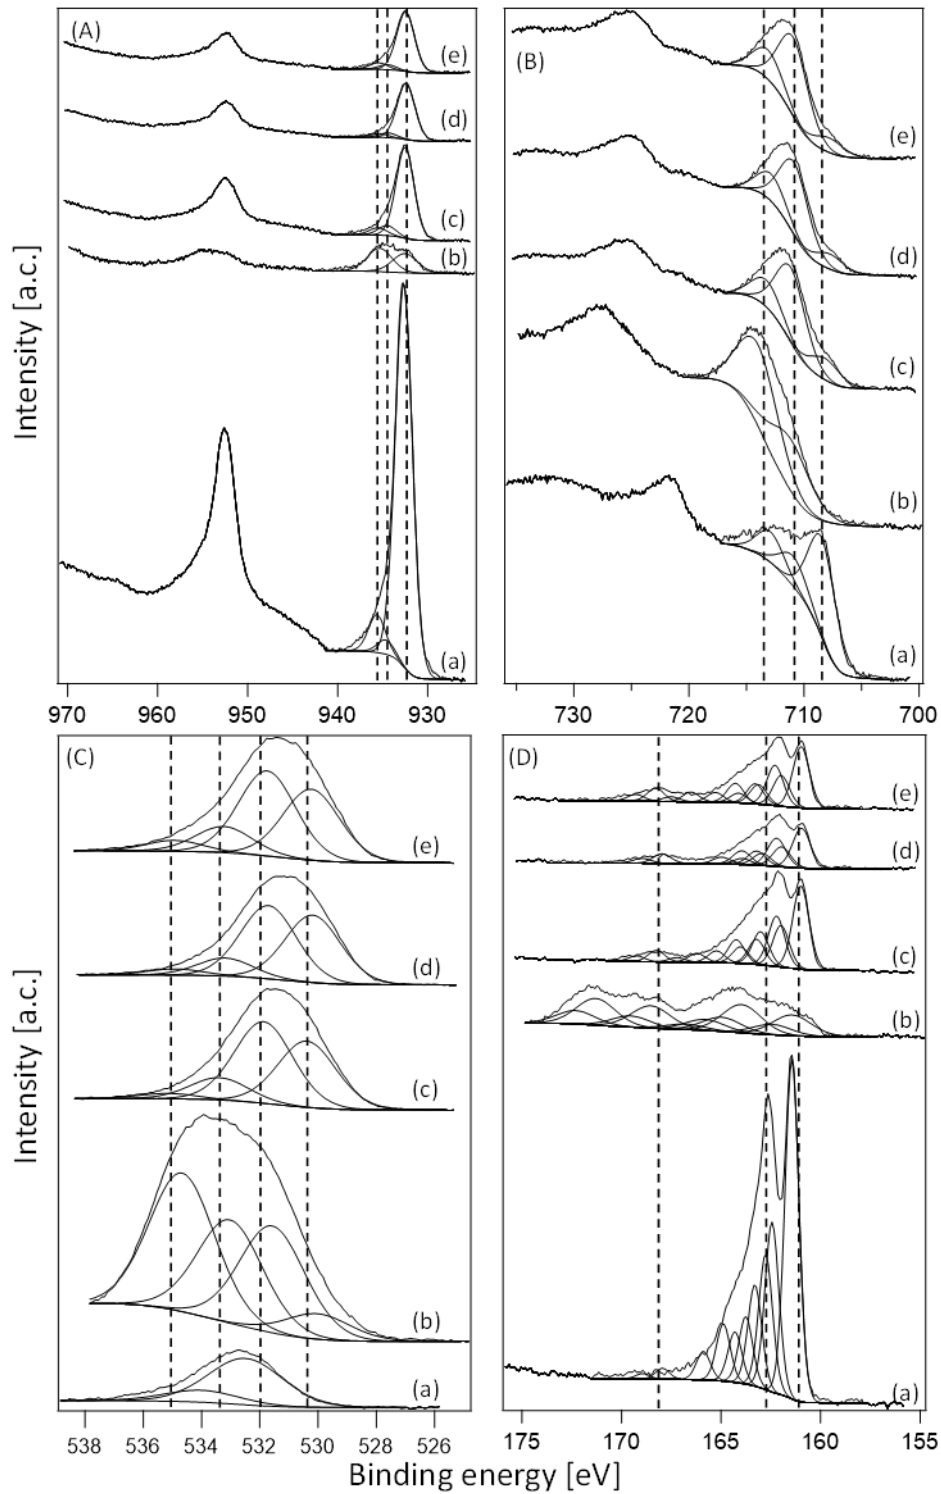 (A)
(e)
(d)
(c)
(b)
(a)
970 960 950 940 930
(B)
(e)
(d)
(c)
(b)
(a)
730 720 710 700
Intensity [a.c.]
(C)
(e)
(d)
(c)
(b)
(a)
538 536 534 532 530 528 526
(D)
(e)
(d)
(c)
(b)
(a)
175 170 165 160 155
Intensity [a.c.]
Binding energy [eV]